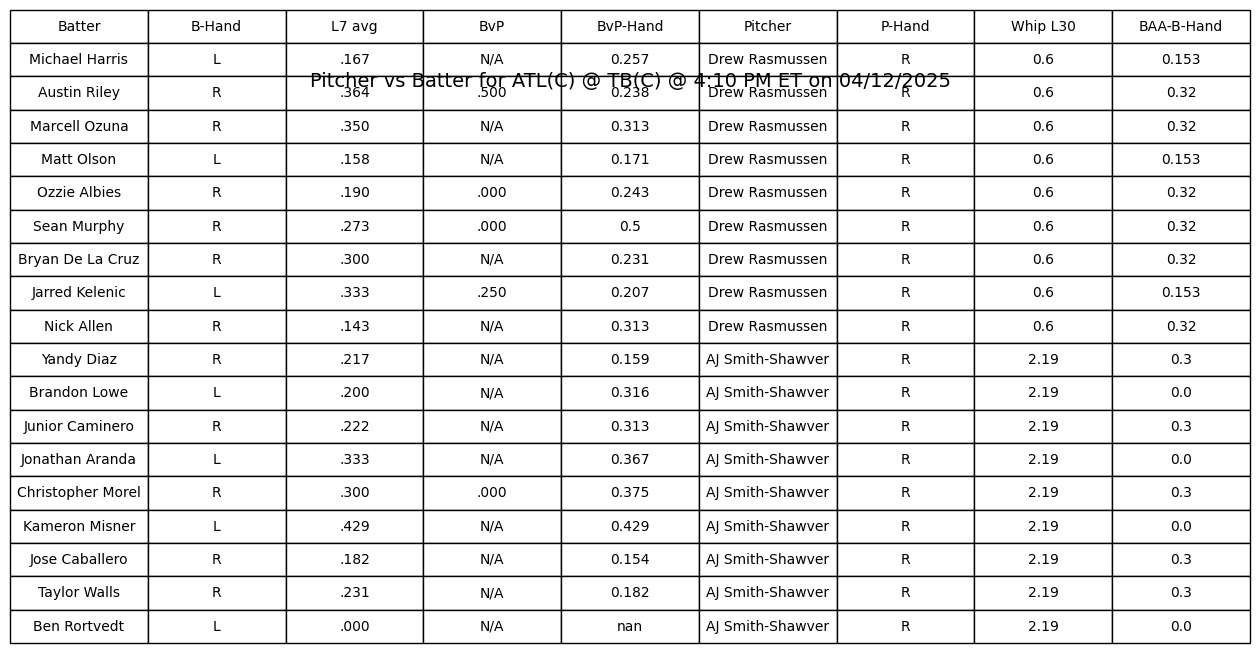 Batter B-Hand L7 avg BvP BvP-Hand Pitcher P-Hand Whip L30 BAA-B-Hand
Michael Harris L .167 N/A 0.257 Drew Rasmussen R 0.6 0.153
Pitcher vs Batter for ATL(C) @ TB(C) @ 4:10 PM ET on 04/12/2025
Austin Riley R .364 .500 0.238 Drew Rasmussen R 0.6 0.32
Marcell Ozuna R .350 N/A 0.313 Drew Rasmussen R 0.6 0.32
Matt Olson L .158 N/A 0.171 Drew Rasmussen R 0.6 0.153
Ozzie Albies R .190 .000 0.243 Drew Rasmussen R 0.6 0.32
Sean Murphy R .273 .000 0.5 Drew Rasmussen R 0.6 0.32
Bryan De La Cruz R .300 N/A 0.231 Drew Rasmussen R 0.6 0.32
Jarred Kelenic L .333 .250 0.207 Drew Rasmussen R 0.6 0.153
Nick Allen R .143 N/A 0.313 Drew Rasmussen R 0.6 0.32
Yandy Diaz R .217 N/A 0.159 AJ Smith-Shawver R 2.19 0.3
Brandon Lowe L .200 N/A 0.316 AJ Smith-Shawver R 2.19 0.0
Junior Caminero R .222 N/A 0.313 AJ Smith-Shawver R 2.19 0.3
Jonathan Aranda L .333 N/A 0.367 AJ Smith-Shawver R 2.19 0.0
Christopher Morel R .300 .000 0.375 AJ Smith-Shawver R 2.19 0.3
Kameron Misner L .429 N/A 0.429 AJ Smith-Shawver R 2.19 0.0
Jose Caballero R .182 N/A 0.154 AJ Smith-Shawver R 2.19 0.3
Taylor Walls R .231 N/A 0.182 AJ Smith-Shawver R 2.19 0.3
Ben Rortvedt L .000 N/A nan AJ Smith-Shawver R 2.19 0.0